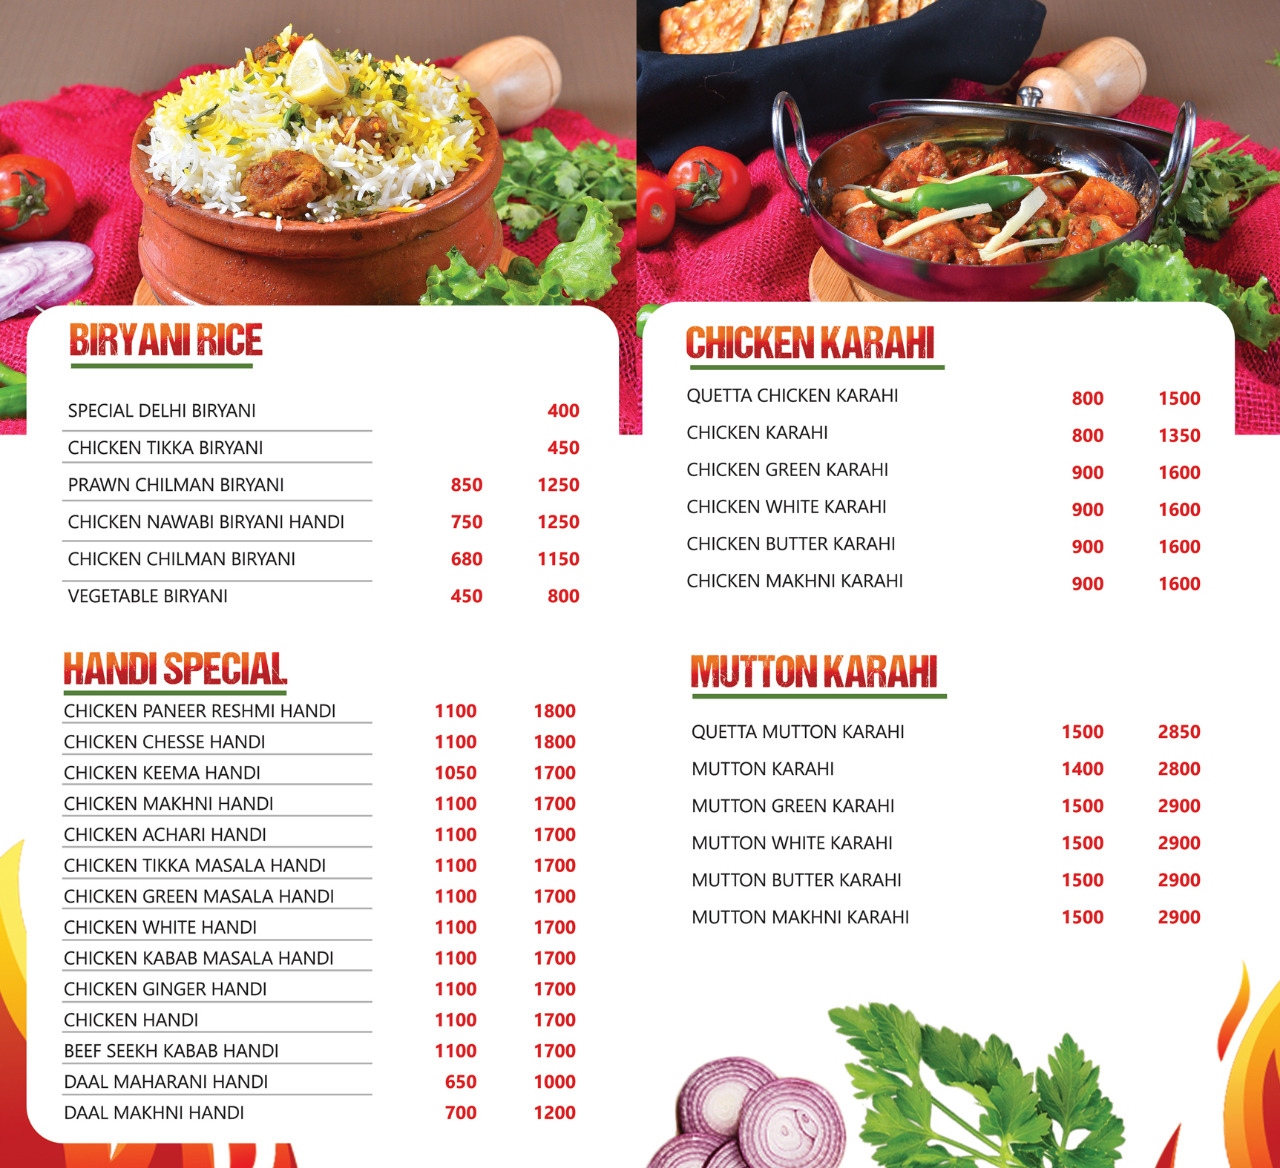 BIRYANI RICE
SPECIAL DELHI BIRYANI 400
CHICKEN TIKKA BIRYANI 450
PRAWN CHILMAN BIRYANI 850 1250
CHICKEN NAWABI BIRYANI HANDI 750 1250
CHICKEN CHILMAN BIRYANI 680 1150
VEGETABLE BIRYANI 450 800
HANDI SPECIAL
CHICKEN PANEER RESHMI HANDI 1100 1800
CHICKEN CHESSE HANDI 1100 1800
CHICKEN KEEMA HANDI 1050 1700
CHICKEN MAKHNI HANDI 1100 1700
CHICKEN ACHARI HANDI 1100 1700
CHICKEN TIKKA MASALA HANDI 1100 1700
CHICKEN GREEN MASALA HANDI 1100 1700
CHICKEN WHITE HANDI 1100 1700
CHICKEN KABAB MASALA HANDI 1100 1700
CHICKEN GINGER HANDI 1100 1700
CHICKEN HANDI 1100 1700
BEEF SEEKH KABAB HANDI 1100 1700
DAAL MAHARANI HANDI 650 1000
DAAL MAKHNI HANDI 700 1200
CHICKEN KARAHI
QUETTA CHICKEN KARAHI 800 1500
CHICKEN KARAHI 800 1350
CHICKEN GREEN KARAHI 900 1600
CHICKEN WHITE KARAHI 900 1600
CHICKEN BUTTER KARAHI 900 1600
CHICKEN MAKHNI KARAHI 900 1600
MUTTON KARAHI
QUETTA MUTTON KARAHI 1500 2850
MUTTON KARAHI 1400 2800
MUTTON GREEN KARAHI 1500 2900
MUTTON WHITE KARAHI 1500 2900
MUTTON BUTTER KARAHI 1500 2900
MUTTON MAKHNI KARAHI 1500 2900